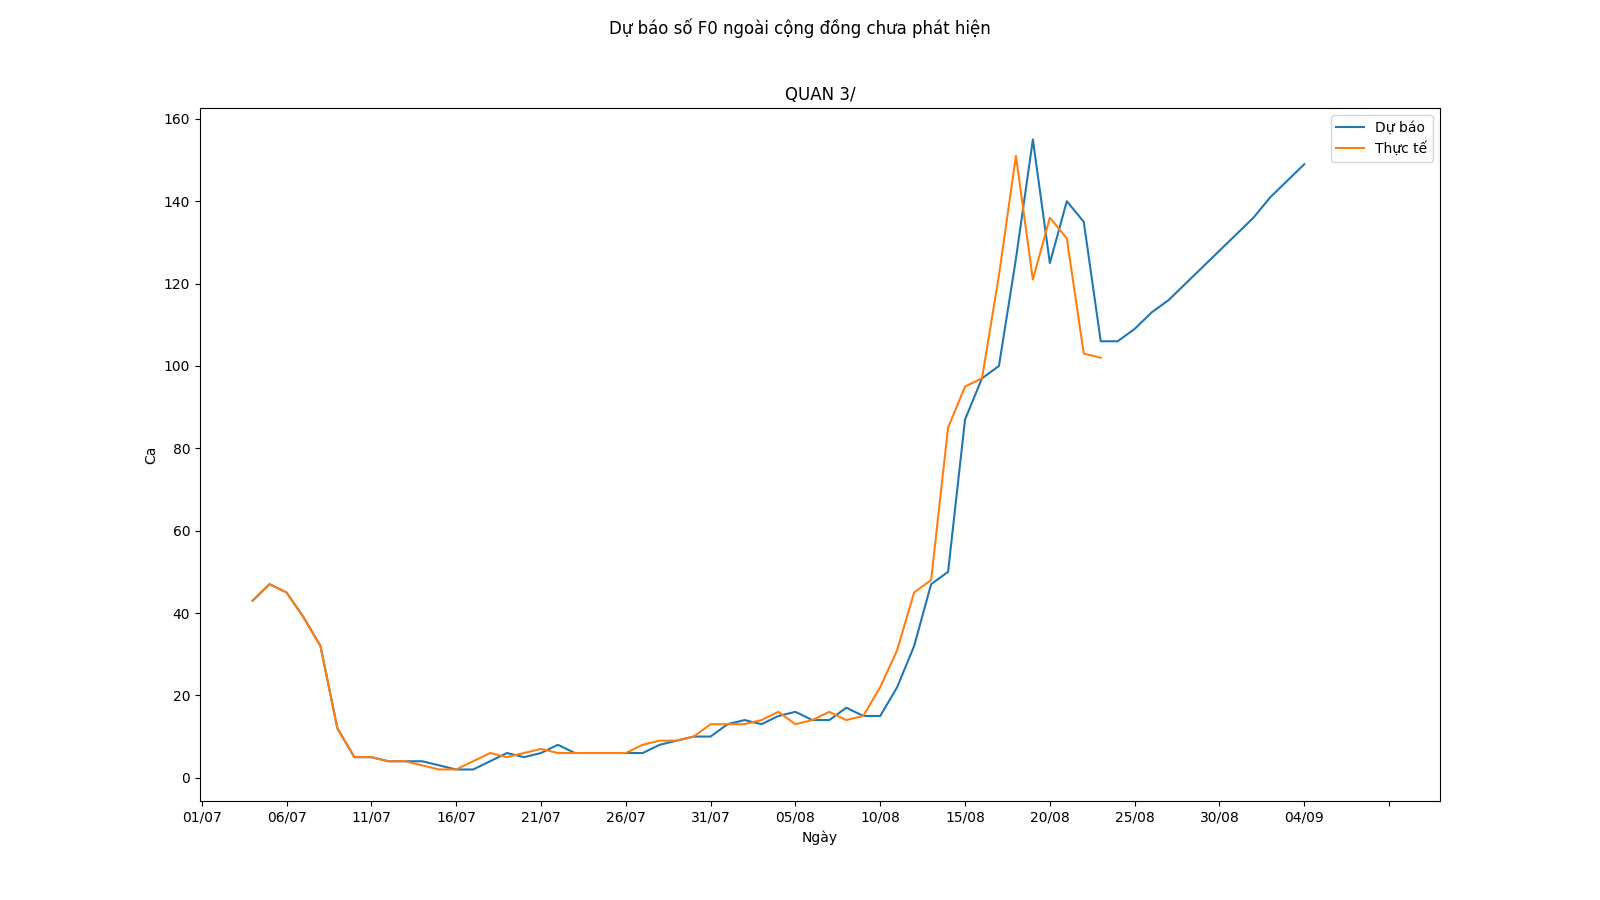 Dự báo số F0 ngoài cộng đồng chưa phát hiện
QUAN 3/
Dự báo
Thực tế
160
140
120
100
80
60
40
20
0
Ca
01/07 06/07 11/07 16/07 21/07 26/07 31/07 05/08 10/08 15/08 20/08 25/08 30/08 04/09
Ngày